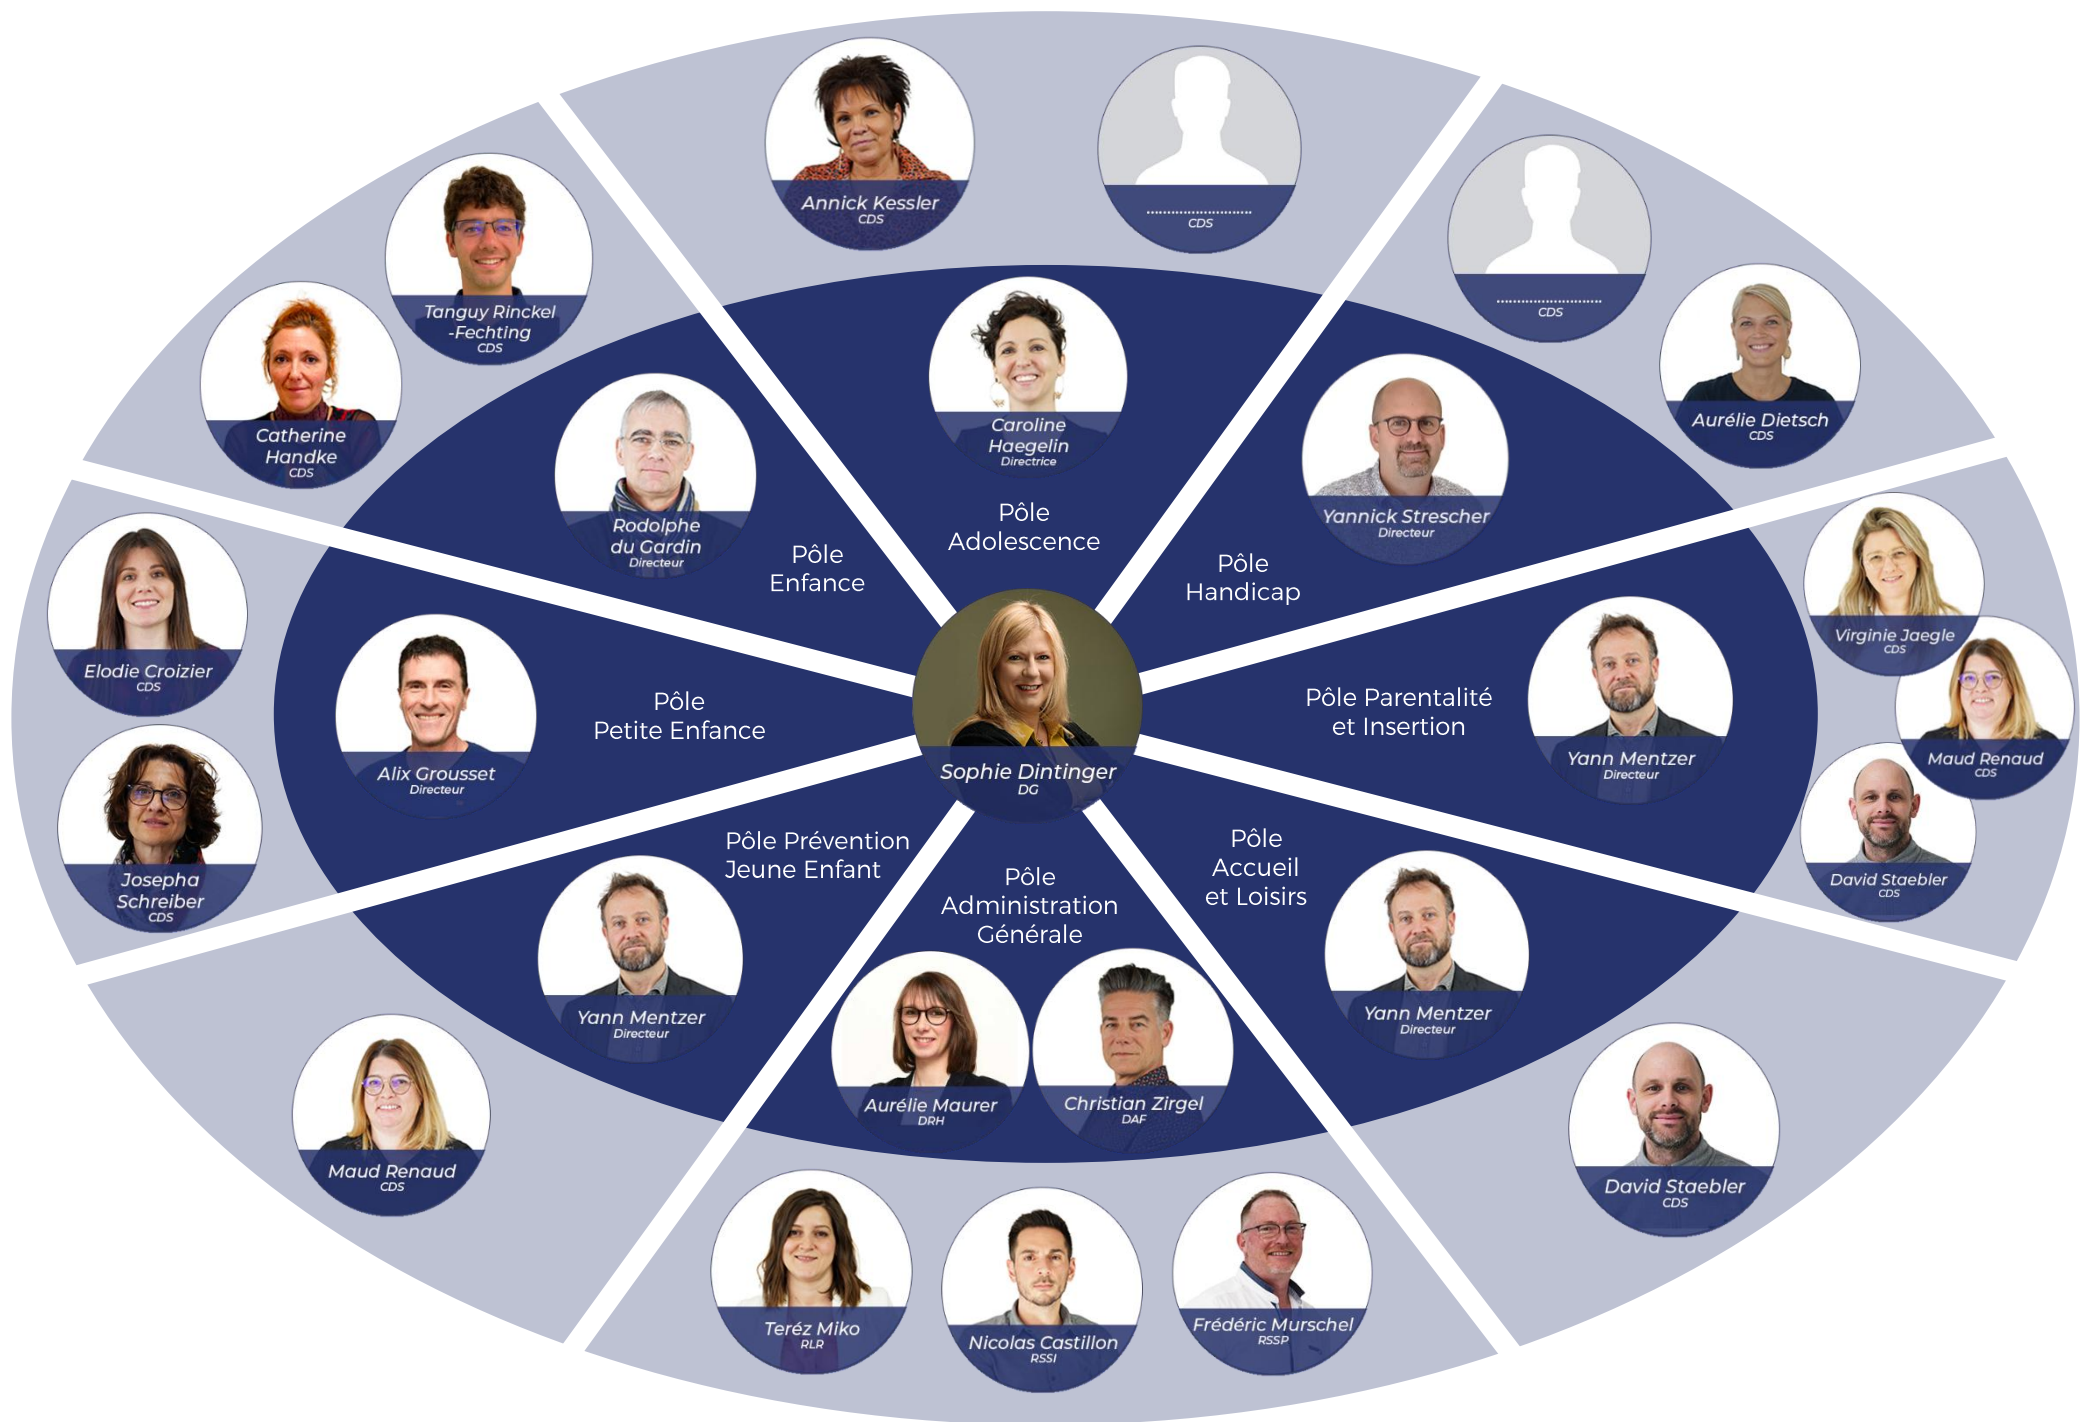 Annick Kessler
CDS
..........................
CDS
..........................
CDS
Tanguy Rinckel
-Fechting
CDS
Catherine
Handke
CDS
Aurélie Dietsch
CDS
Caroline
Haegelin
Directrice
Pôle
Adolescence
Rodolphe
du Gardin
Directeur
Pôle
Enfance
Yannick Strescher
Directeur
Pôle
Handicap
Elodie Croizier
CDS
Josepha
Schreiber
CDS
Alix Grousset
Directeur
Pôle
Petite Enfance
Sophie Dintinger
DG
Pôle Parentalité
et Insertion
Yann Mentzer
Directeur
Virginie Jaegle
CDS
Maud Renaud
CDS
David Staebler
CDS
Pôle Prévention
Jeune Enfant
Yann Mentzer
Directeur
Maud Renaud
CDS
Pôle
Administration
Générale
Aurélie Maurer
DRH
Christian Zirgel
DAF
Teréz Miko
RLR
Nicolas Castillon
RSSI
Frédéric Murschel
RSSP
Pôle
Accueil
et Loisirs
Yann Mentzer
Directeur
David Staebler
CDS